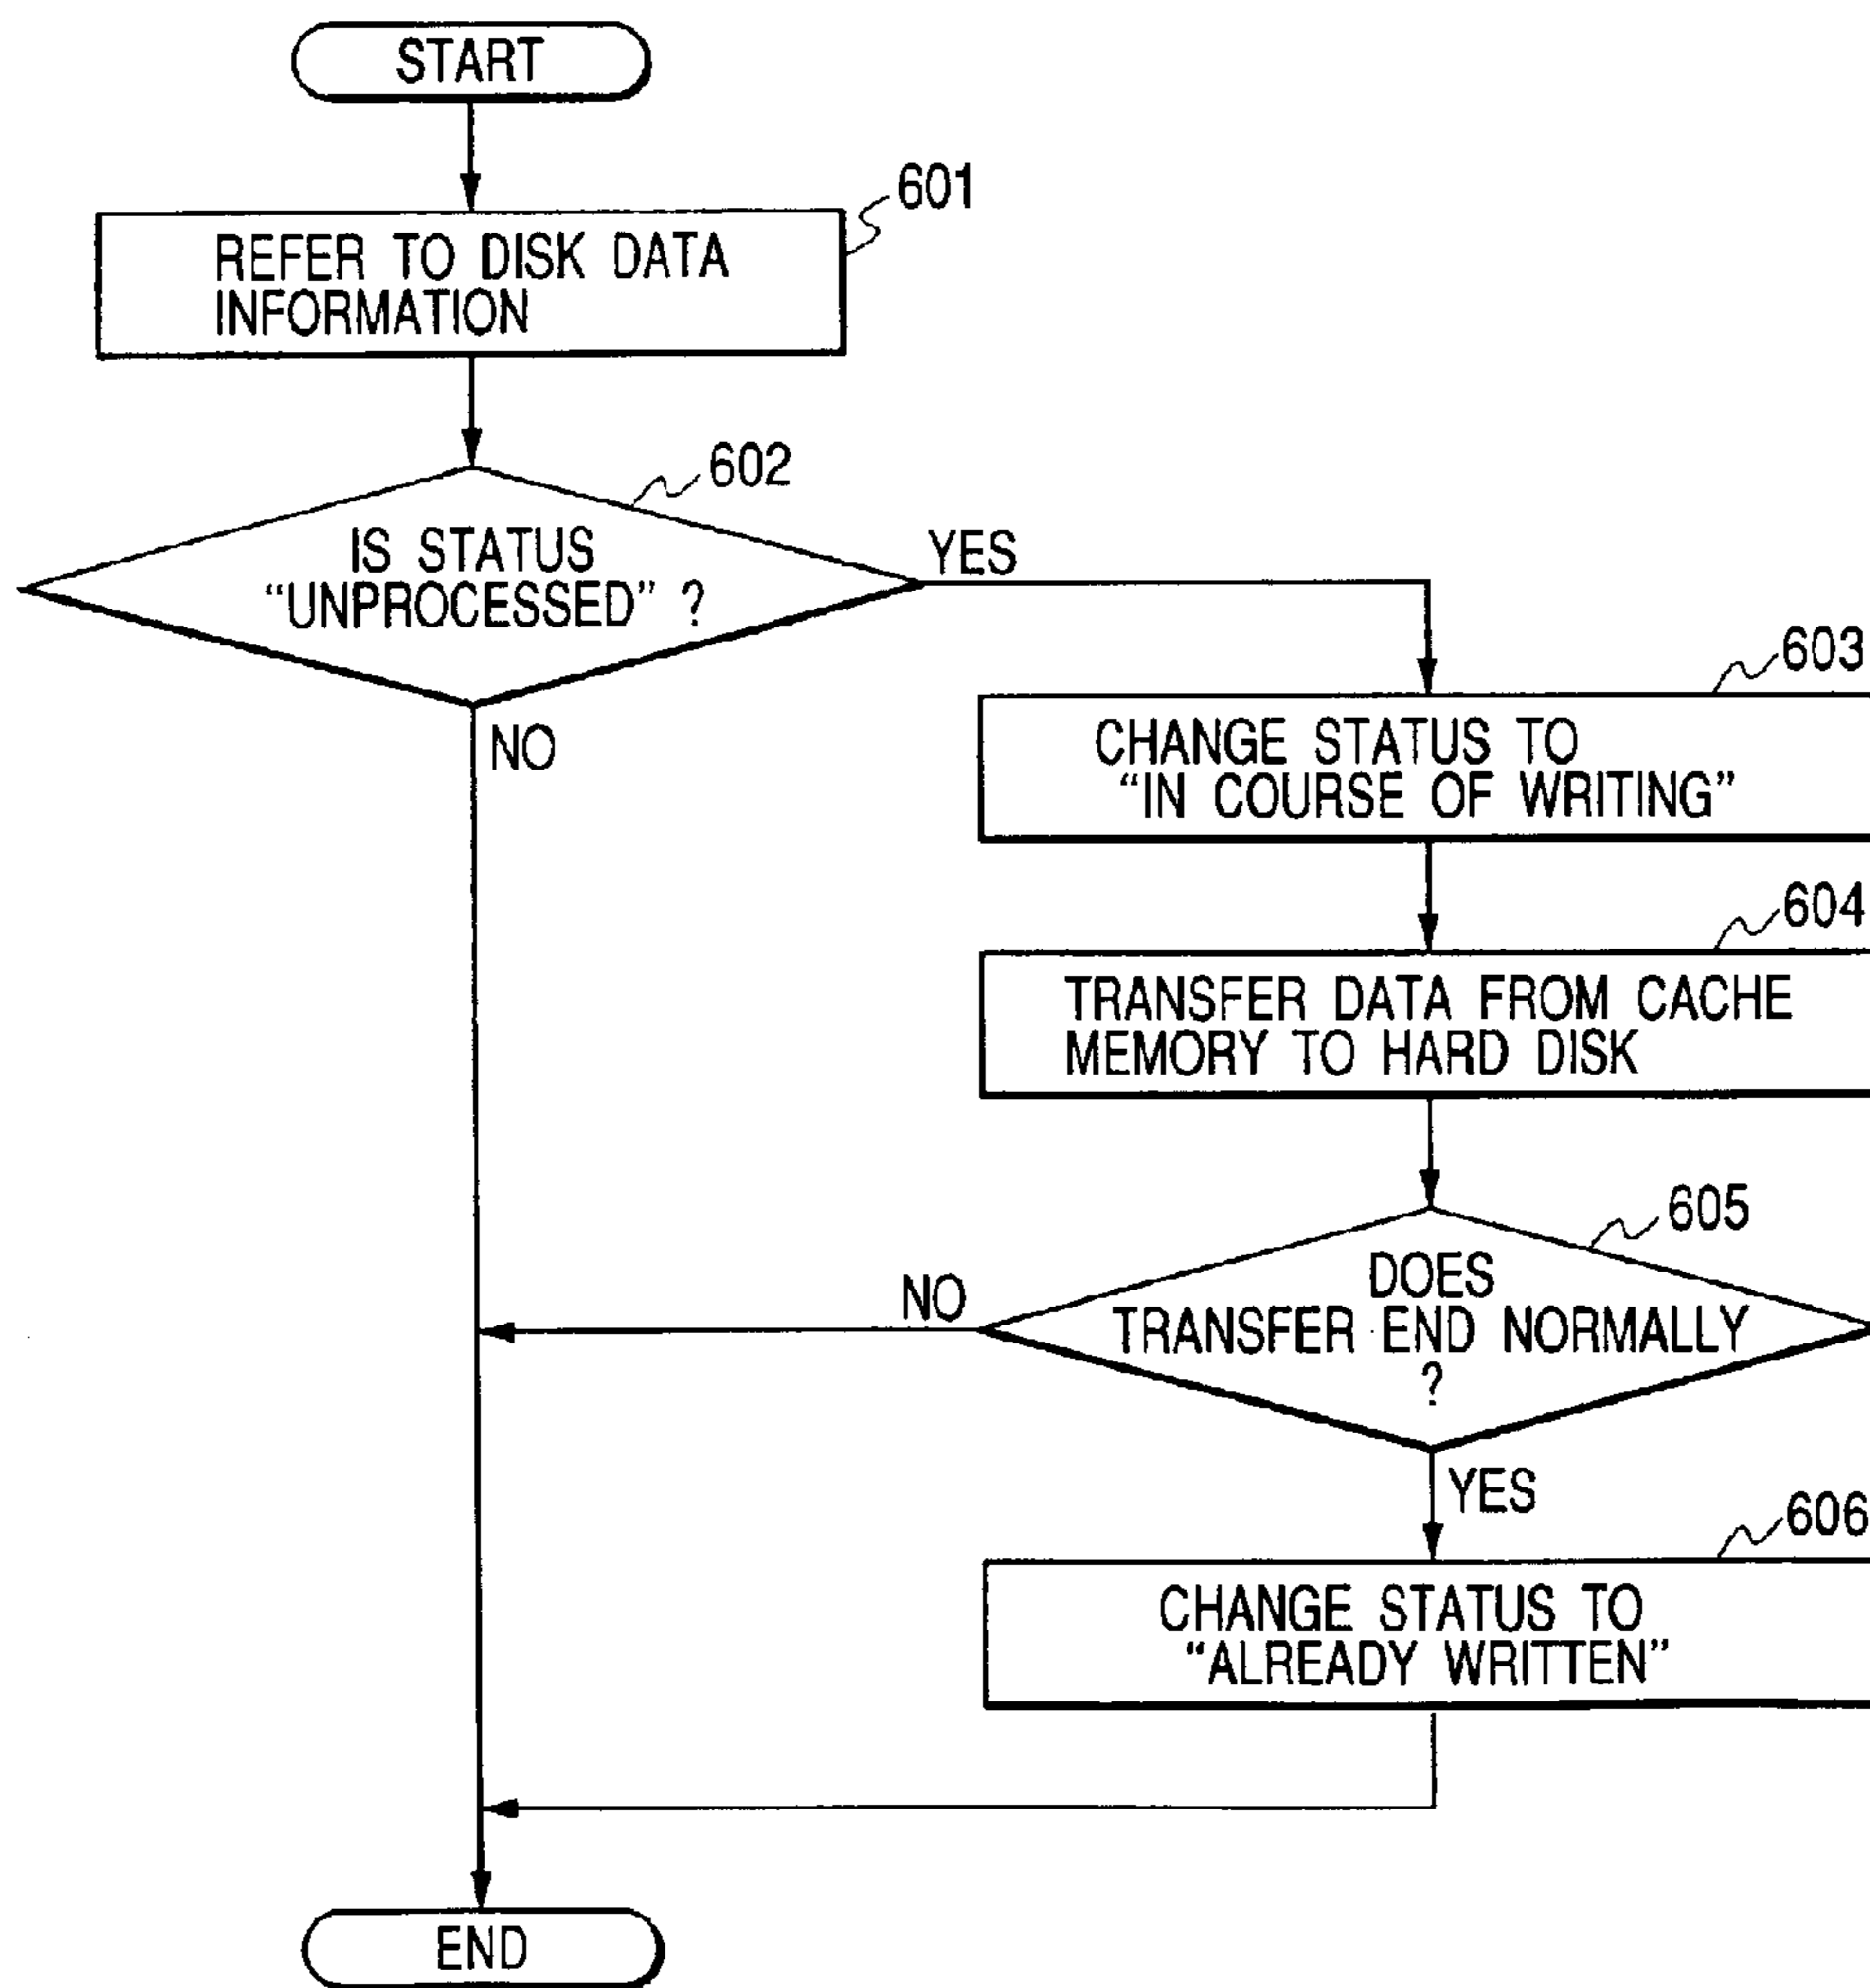 START
601
REFER TO DISK DATA
INFORMATION
602
IS STATUS
“UNPROCESSED” ?
YES
NO
603
CHANGE STATUS TO
“IN COURSE OF WRITING”
604
TRANSFER DATA FROM CACHE
MEMORY TO HARD DISK
605
DOES
TRANSFER END NORMALLY
?
NO
YES
606
CHANGE STATUS TO
“ALREADY WRITTEN”
END